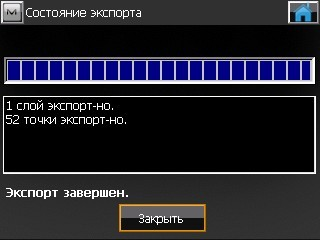 M Состояние экспорта
1 слой экспорт-но.
52 точки экспорт-но.
Экспорт завершен.
Закрыть